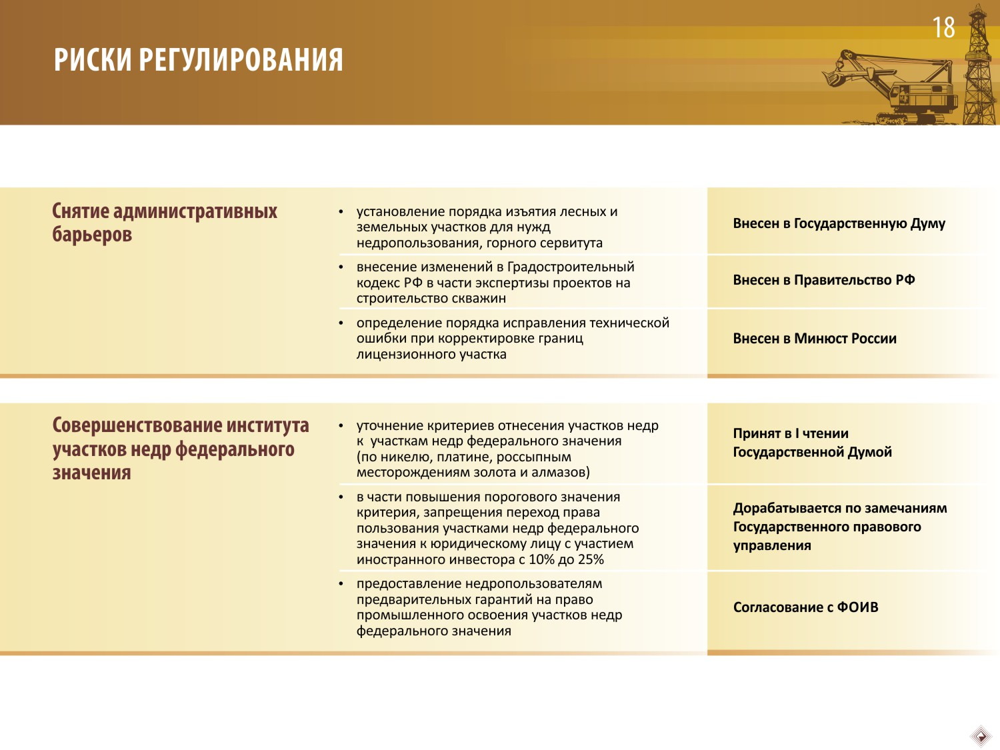 18
РИСКИ РЕГУЛИРОВАНИЯ
Снятие административных
барьеров
• установление порядка изъятия лесных и
земельных участков для нужд
недропользования, горного сервитута
Внесен в Государственную Думу
• внесение изменений в Градостроительный
кодекс РФ в части экспертизы проектов на
строительство скважин
Внесен в Правительство РФ
• определение порядка исправления технической
ошибки при корректировке границ
лицензионного участка
Внесен в Минюст России
Совершенствование института
участков недр федерального
значения
• уточнение критериев отнесения участков недр
к участкам недр федерального значения
(по никелю, платине, россыпным
месторождениям золота и алмазов)
Принят в I чтении
Государственной Думой
• в части повышения порогового значения
критерия, запрещения переход права
пользования участками недр федерального
значения к юридическому лицу с участием
иностранного инвестора с 10% до 25%
Дорабатывается по замечаниям
Государственного правового
управления
• предоставление недропользователям
предварительных гарантий на право
промышленного освоения участков недр
федерального значения
Согласование с ФОИВ